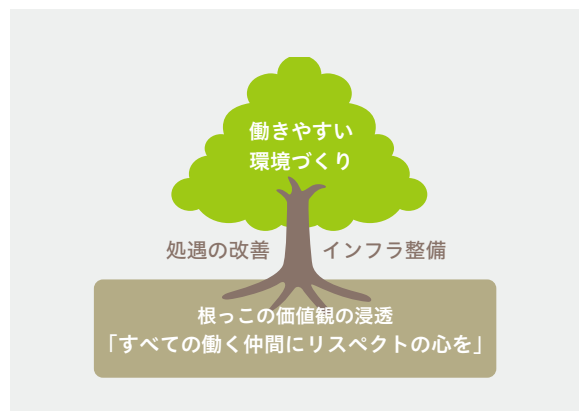 働きやすい
環境づくり
処遇の改善
インフラ整備
根っこの価値観の浸透
「すべての働く仲間にリスペクトの心を」